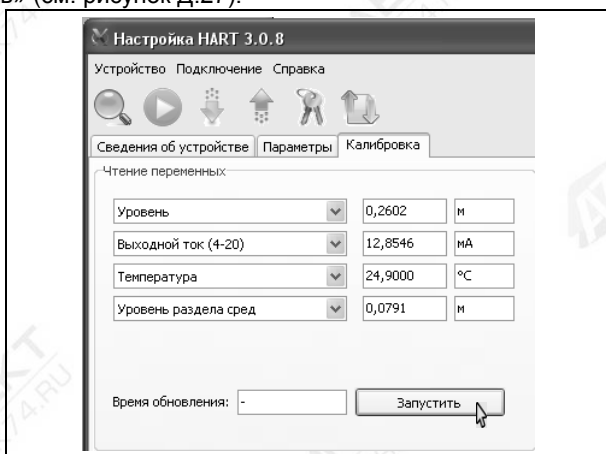 (см. рисунок Д.27).
Настройка HART 3.0.8
Устройство Подключение Справка
Сведения об устройстве Параметры Калибровка
Чтение переменных
Уровень 0,2602 м
Выходной ток (4-20) 12,8546 мА
Температура 24,9000 °C
Уровень раздела сред 0,0791 м
Время обновления: - Запустить